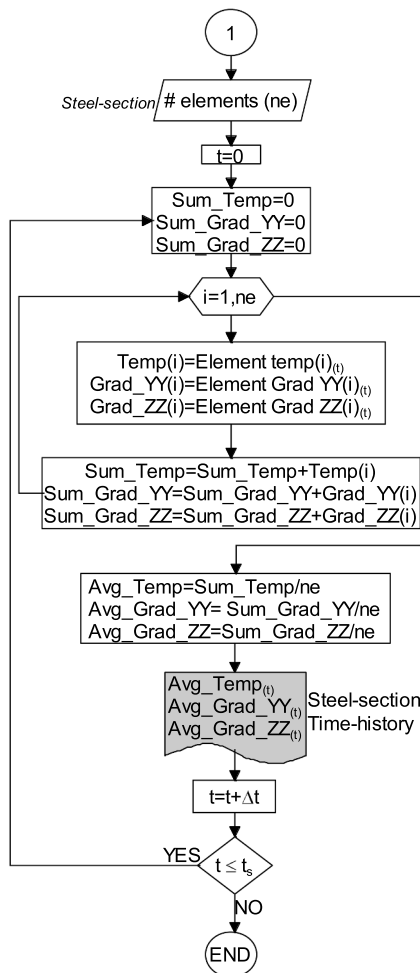 1
Steel-section
# elements (ne)
t=0
Sum_Temp=0
Sum_Grad_YY=0
Sum_Grad_ZZ=0
i=1,ne
Temp(i)=Element temp(i)(t)
Grad_YY(i)=Element Grad YY(i)(t)
Grad_ZZ(i)=Element Grad ZZ(i)(t)
Sum_Temp=Sum_Temp+Temp(i)
Sum_Grad_YY=Sum_Grad_YY+Grad_YY(i)
Sum_Grad_ZZ=Sum_Grad_ZZ+Grad_ZZ(i)
Avg_Temp=Sum_Temp/ne
Avg_Grad_YY= Sum_Grad_YY/ne
Avg_Grad_ZZ=Sum_Grad_ZZ/ne
Avg_Temp(t)
Avg_Grad_YY(t)
Avg_Grad_ZZ(t)
Steel-section
Time-history
t=t+Δt
YES
t ≤ ts
NO
END